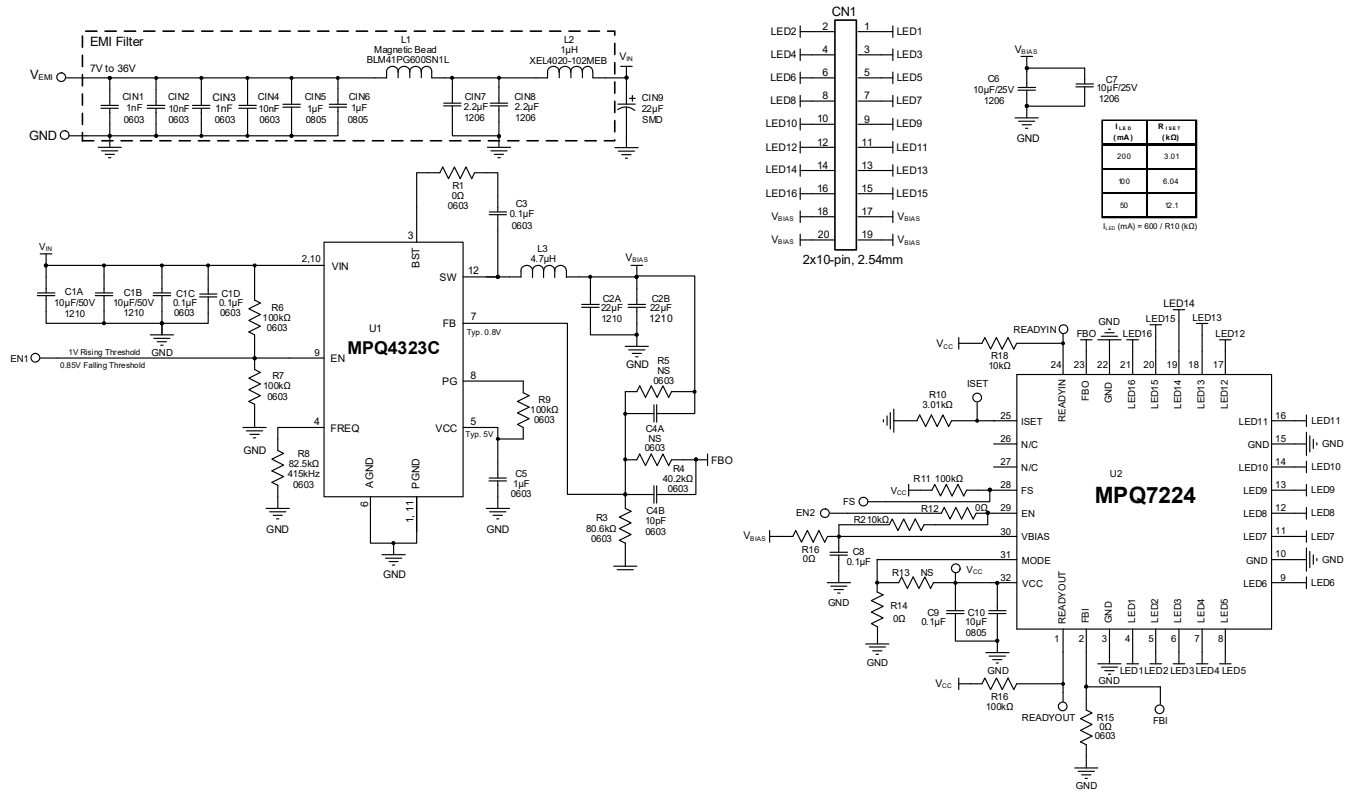 EMI Filter
VEMI
7V to 36V
GND
CIN1
1nF
0603
CIN2
10nF
0603
CIN3
1nF
0603
CIN4
10nF
0603
CIN5
1µF
0805
CIN6
1µF
0805
L1
Magnetic Bead
BLM41PG600SN1L
CIN7
2.2µF
1206
CIN8
2.2µF
1206
L2
1µH
XEL4020-102MEB
VIN
+
CIN9
22µF
SMD
CN1
LED2 2 1 LED1
LED4 4 3 LED3
LED6 6 5 LED5
LED8 8 7 LED7
LED10 10 9 LED9
LED12 12 11 LED11
LED14 14 13 LED13
LED16 16 15 LED15
VBIAS 18 17 VBIAS
VBIAS 20 19 VBIAS
2x10-pin, 2.54mm
VBIAS
C6
10µF/25V
1206
C7
10µF/25V
1206
GND
ILED (mA) RISET (kΩ)
200 3.01
100 6.04
50 12.1
ILED (mA) = 600 / R10 (kΩ)
R1
0Ω
0603
C3
0.1µF
0603
VIN
C1A
10µF/50V
1210
C1B
10µF/50V
1210
C1C
0.1µF
0603
C1D
0.1µF
0603
GND
R6
100kΩ
0603
EN1
1V Rising Threshold
0.85V Falling Threshold
R7
100kΩ
0603
GND
R8
82.5kΩ
415kHz
0603
GND
3
BST
2,10
VIN
9
EN
4
FREQ
U1
MPQ4323C
AGND
6
PGND
1, 11
GND
SW
12
FB
7
Typ. 0.8V
PG
8
VCC
5
Typ. 5V
L3
4.7µH
VBIAS
C2A
22µF
1210
C2B
22µF
1210
GND
R9
100kΩ
0603
C5
1µF
0603
GND
R5
NS
0603
C4A
NS
0603
R4
40.2kΩ
0603
FBO
C4B
10pF
0603
R3
80.6kΩ
0603
READYIN
VCC
R18
10kΩ
24
READYIN
FBO
23
FBO
GND
22
GND
LED16
21
LED16
LED15
20
LED15
LED14
19
LED14
LED13
18
LED13
LED12
17
LED12
ISET
R10
3.01kΩ
25
ISET
26
N/C
27
N/C
VCC
R11 100kΩ
FS
28
FS
EN2
R12
0Ω
29
EN
R2
10kΩ
VBIAS
R16
0Ω
30
VBIAS
C8
0.1µF
GND
31
MODE
R13 NS
R14
0Ω
GND
VCC
32
VCC
C9
0.1µF
C10
10µF
0805
GND
U2
MPQ7224
LED11 16 LED11
GND 15 GND
LED10 14 LED10
LED9 13 LED9
LED8 12 LED8
LED7 11 LED7
GND 10 GND
LED6 9 LED6
READYOUT
1
FBI
2
GND
3
GND
LED1
4
LED1
LED2
5
LED2
LED3
6
LED3
LED4
7
LED4
LED5
8
LED5
VCC
R16
100kΩ
READYOUT
R15
0Ω
0603
FBI
GND